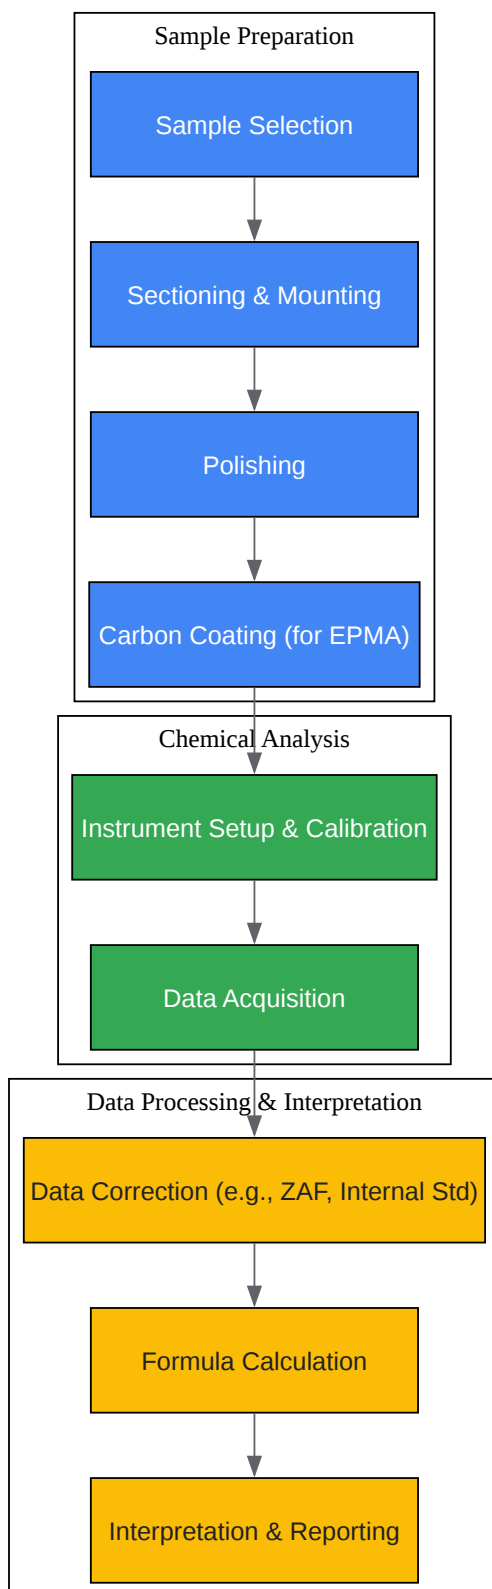 Sample Preparation
Sample Selection
Sectioning & Mounting
Polishing
Carbon Coating (for EPMA)
Chemical Analysis
Instrument Setup & Calibration
Data Acquisition
Data Processing & Interpretation
Data Correction (e.g., ZAF, Internal Std)
Formula Calculation
Interpretation & Reporting